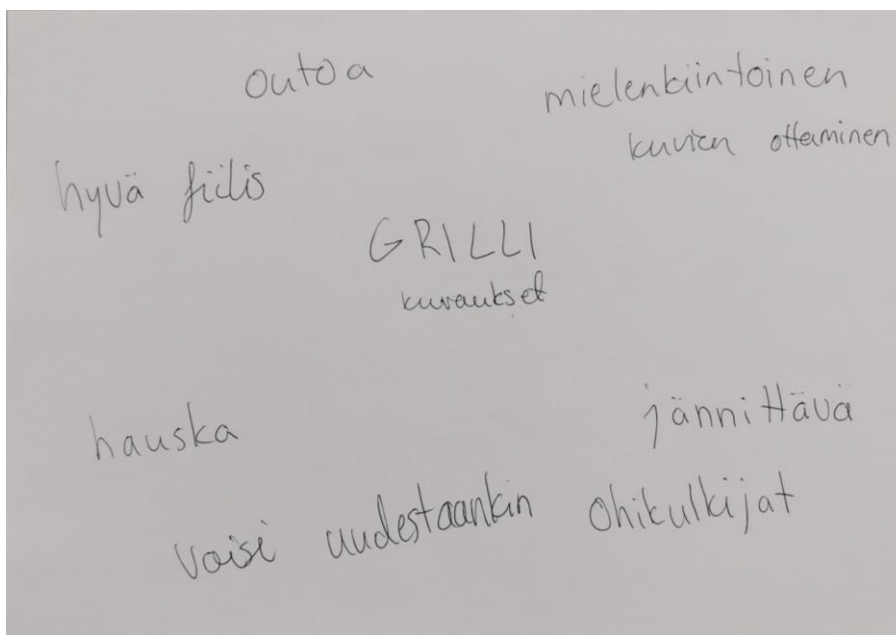 outoa
mielenkiintoinen
kuvien ottaminen
hyvä fiilis
GRILLI
kuvaukset
hauska
jännittävä
voisi uudestaankin
ohikulkijat